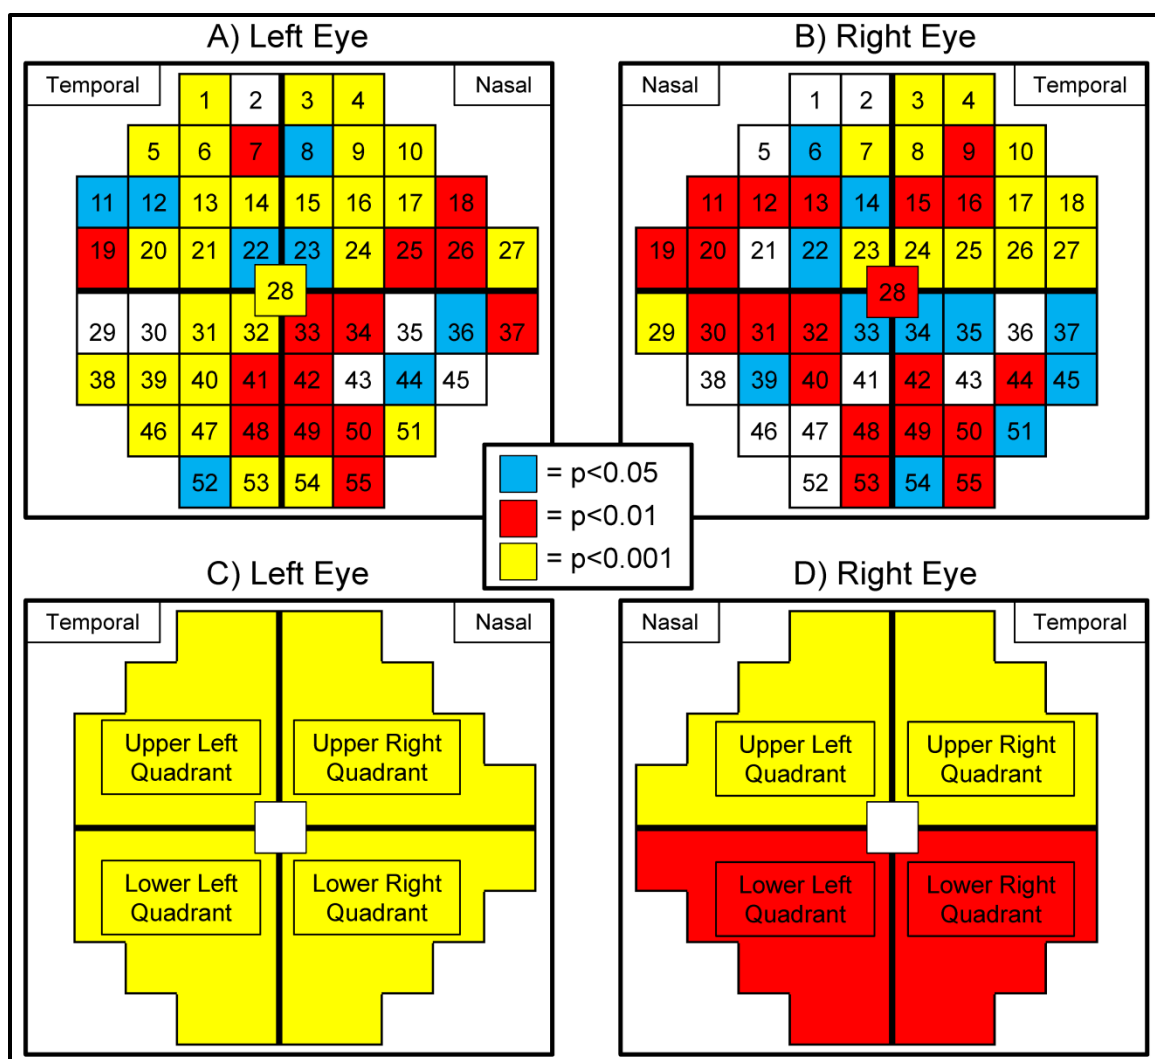 A) Left Eye
Temporal Nasal
1 2 3 4
5 6 7 8 9 10
11 12 13 14 15 16 17 18
19 20 21 22 23 24 25 26 27
28
29 30 31 32 33 34 35 36 37
38 39 40 41 42 43 44 45
46 47 48 49 50 51
52 53 54 55
B) Right Eye
Nasal Temporal
1 2 3 4
5 6 7 8 9 10
11 12 13 14 15 16 17 18
19 20 21 22 23 24 25 26 27
28
29 30 31 32 33 34 35 36 37
38 39 40 41 42 43 44 45
46 47 48 49 50 51
52 53 54 55
= p<0.05
= p<0.01
= p<0.001
C) Left Eye
Temporal Nasal
Upper Left
Quadrant
Upper Right
Quadrant
Lower Left
Quadrant
Lower Right
Quadrant
D) Right Eye
Nasal Temporal
Upper Left
Quadrant
Upper Right
Quadrant
Lower Left
Quadrant
Lower Right
Quadrant